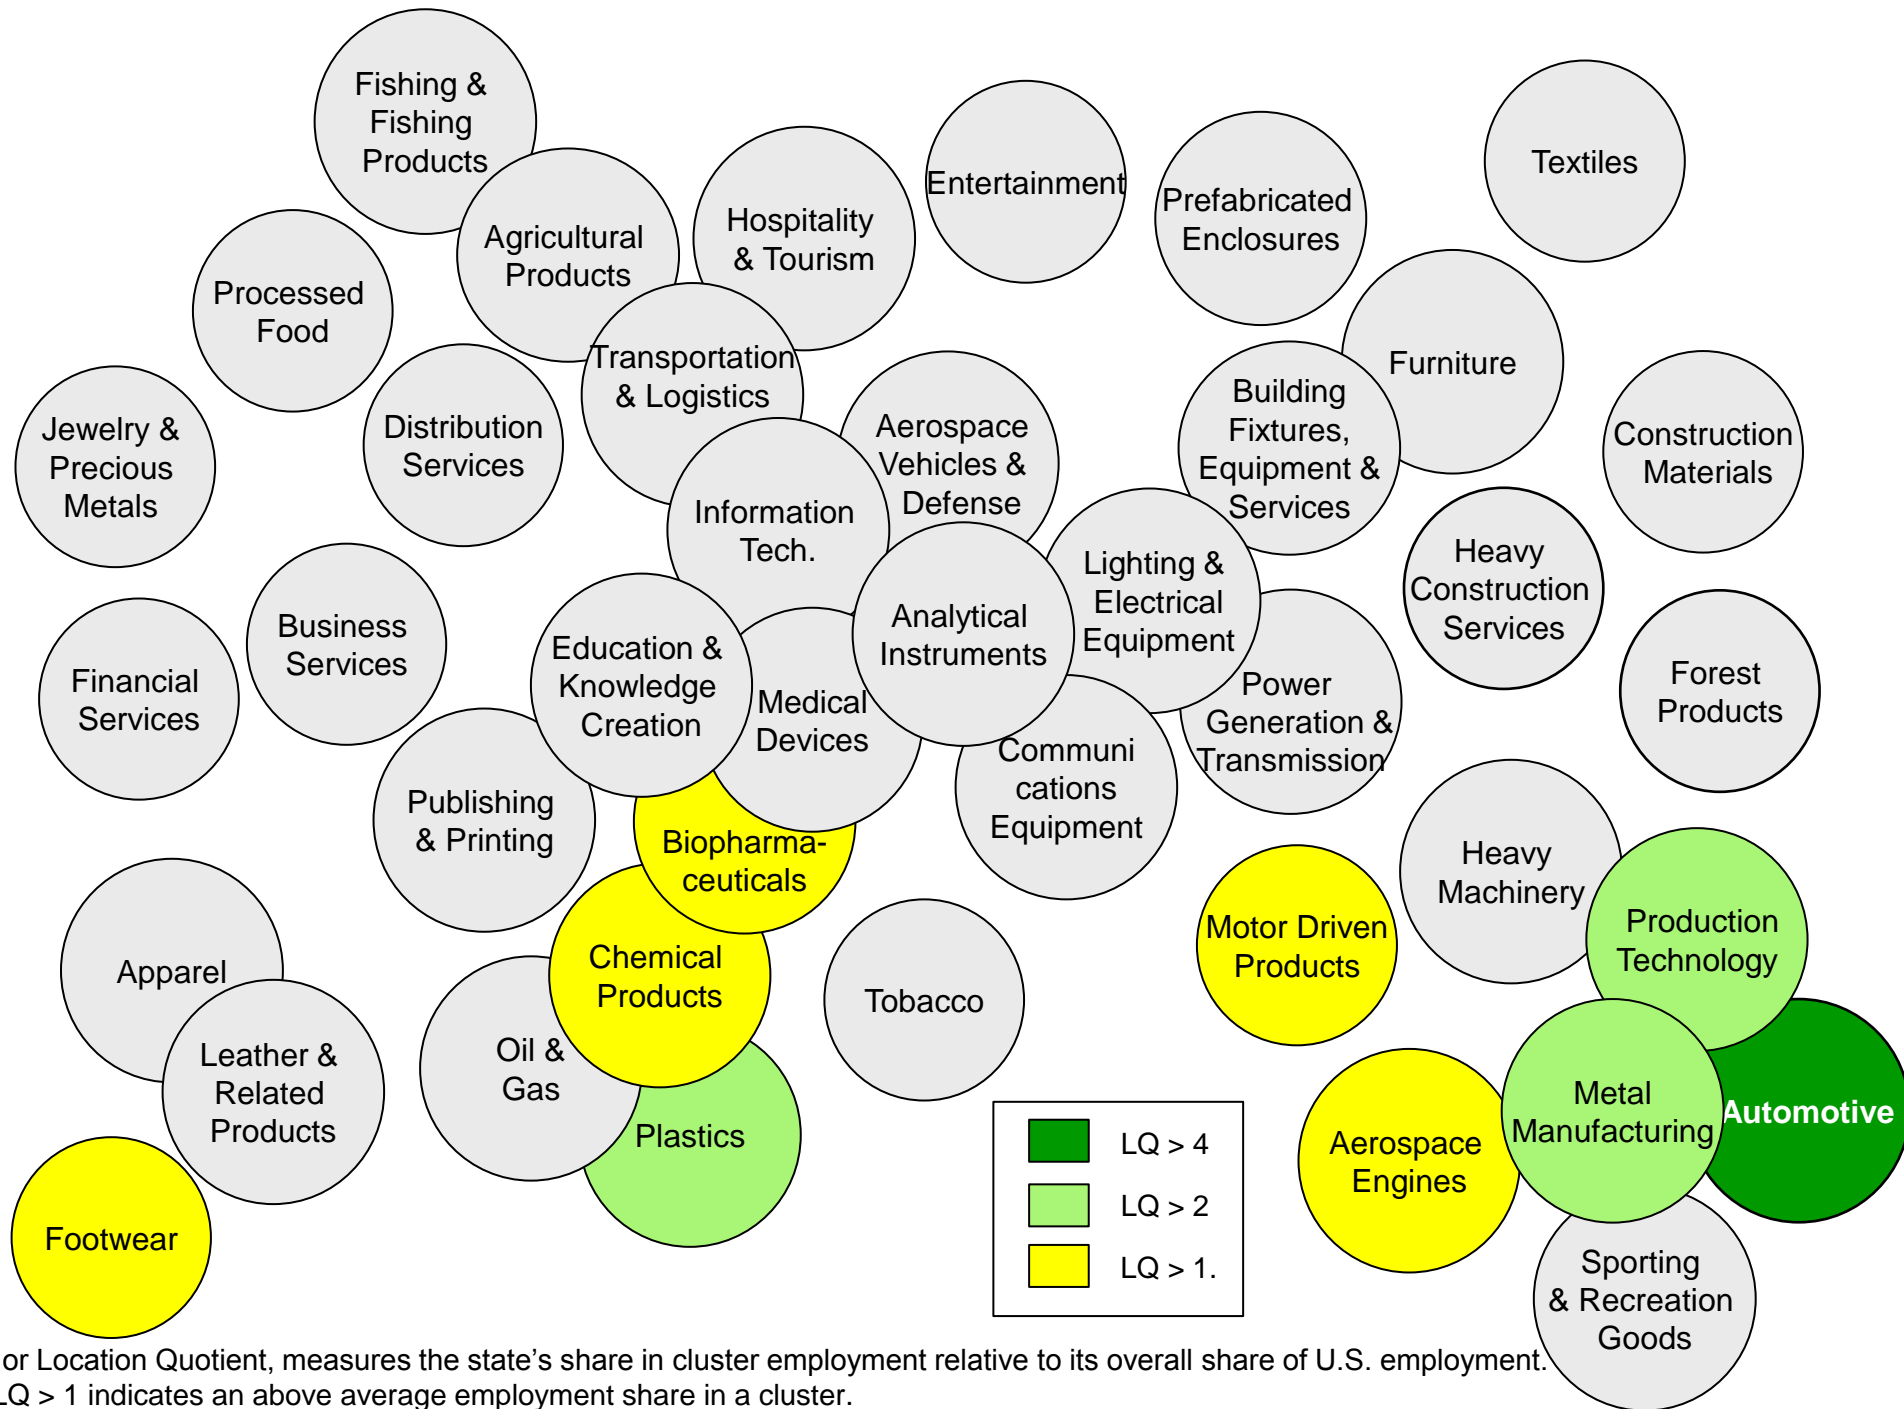 Fishing &
Fishing
Products
Textiles
Entertainment
Prefabricated
Enclosures
Hospitality
& Tourism
Agricultural
Products
Processed
Food
Transportation
& Logistics
Furniture
Jewelry &
Precious
Metals
Distribution
Services
Aerospace
Vehicles &
Defense
Building
Fixtures,
Equipment &
Services
Construction
Materials
Information
Tech.
Heavy
Construction
Services
Lighting &
Electrical
Equipment
Analytical
Instruments
Business
Services
Education &
Knowledge
Creation
Financial
Services
Medical
Devices
Power
Generation &
Transmission
Forest
Products
Communi
cations
Equipment
Publishing
& Printing
Biopharma-
ceuticals
Heavy
Machinery
Motor Driven
Products
Production
Technology
Apparel
Chemical
Products
Tobacco
Leather &
Related
Products
Oil &
Gas
Plastics
Metal
Manufacturing
Automotive
Aerospace
Engines
Footwear
LQ > 4
LQ > 2
LQ > 1.
Sporting
& Recreation
Goods
or Location Quotient, measures the state’s share in cluster employment relative to its overall share of U.S. employment.
LQ > 1 indicates an above average employment share in a cluster.